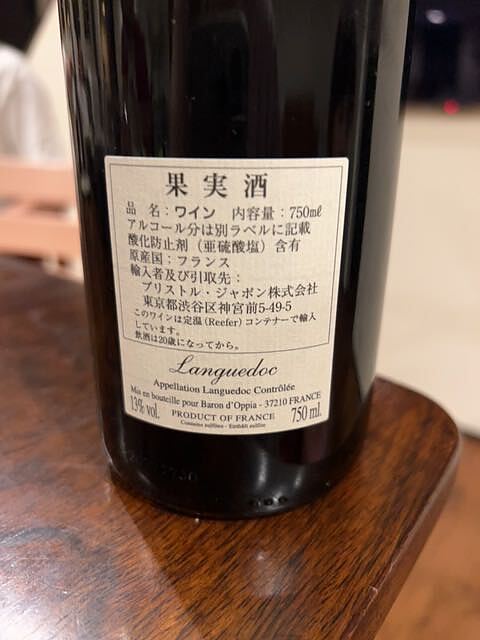 果実酒
品 名：ワイン 内容量：750mℓ
アルコール分は別ラベルに記載
酸化防止剤（亜硫酸塩）含有
原産国：フランス
輸入者及び引取先：
ブリストル・ジャポン株式会社
東京都渋谷区神宮前5-49-5
このワインは定温（Reefer）コンテナーで輸入
しています。
飲酒は20歳になってから。
Languedoc
Appellation Languedoc Contrôlée
Mis en bouteille pour Baron d'Oppia - 37210 FRANCE
13% vol. PRODUCT OF FRANCE 750 ml.
Contains sulfites - Enthält sulfite